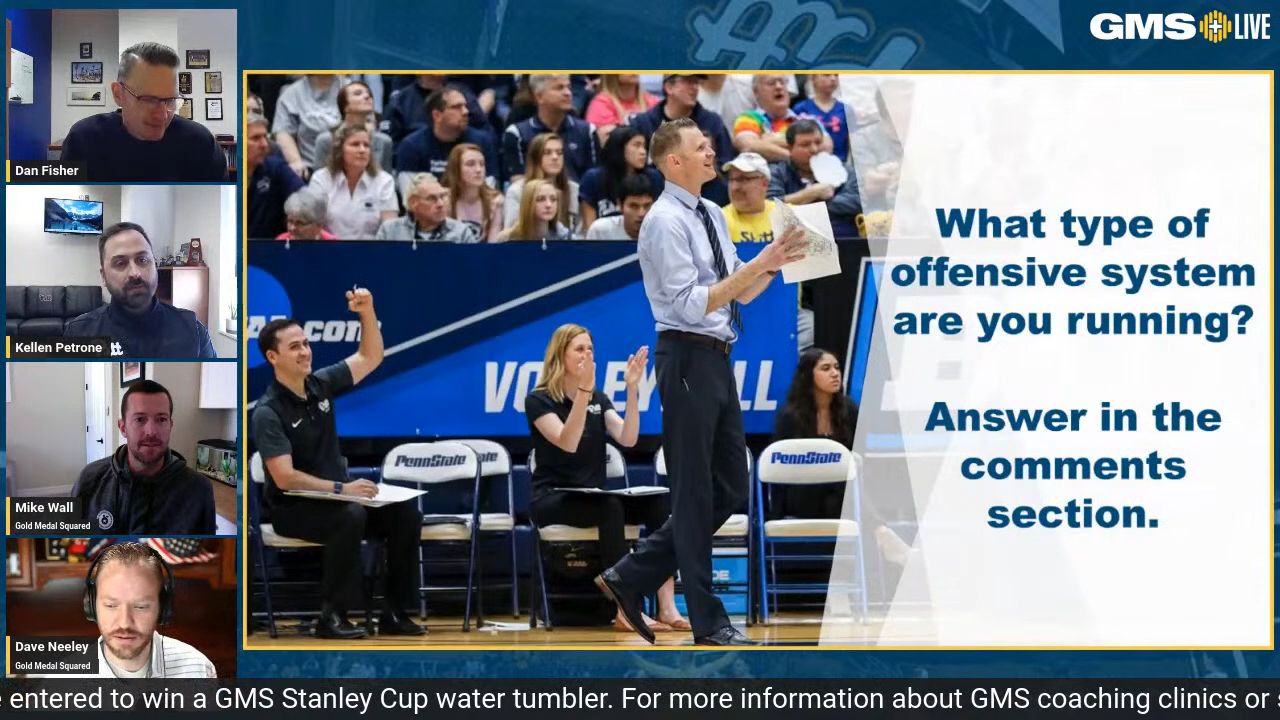 GMS LIVE
Dan Fisher
Kellen Petrone
Mike Wall
Gold Medal Squared
Dave Neeley
Gold Medal Squared
.com
VOLLEYBALL
PennState
PennState
What type of
offensive system
are you running?
Answer in the
comments
section.
entered to win a GMS Stanley Cup water tumbler. For more information about GMS coaching clinics or